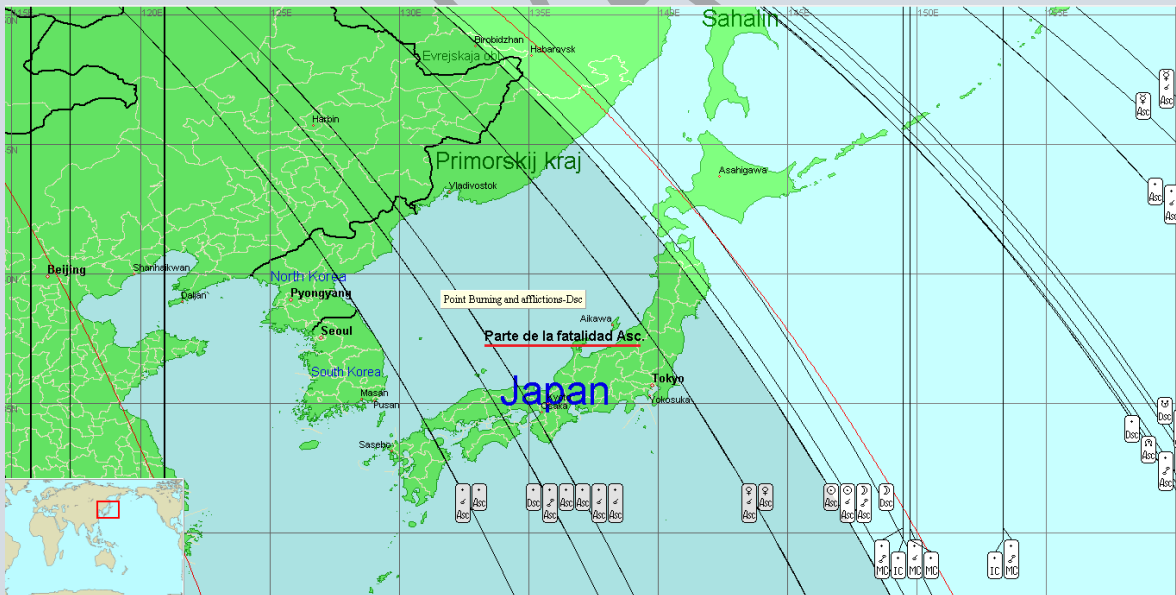 115E
120E
125E
130E
135E
140E
145E
150E
155E
Sahalin
Birobidzhan
Habarovsk
Evrejskaja obl.
Harbin
Asahigawa
Primorskij kraj
Vladivostok
Beijing
Shanhaikwan
Dalian
North Korea
Pyongyang
Point Burning and afflictions-Dsc
Aikawa
Seoul
Parte de la fatalidad Asc.
South Korea
Japan
Tokyo
Yokosuka
Masan
Pusan
Osaka
Sasebo
Asc
Asc
Asc
Asc
Dsc
Dsc
Asc
Asc
Asc
Asc
Dsc
Asc
Asc
Asc
Asc
Asc
Asc
Asc
Asc
Asc
Asc
Dsc
MC
IC
MC
MC
IC
MC